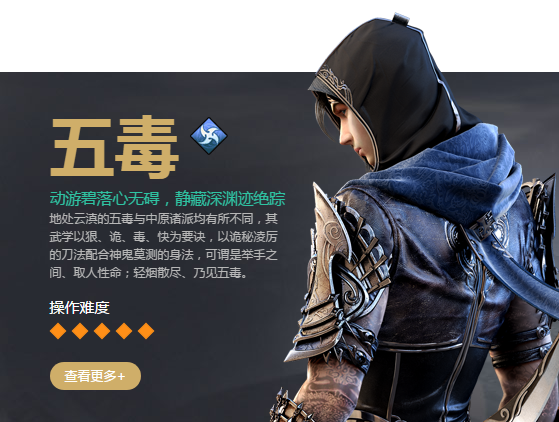 五毒
动游碧落心无碍，静藏深渊迹绝踪
地处云滇的五毒与中原诸派均有所不同，其
武学以狠、诡、毒、快为要诀，以诡秘凌厉
的刀法配合神鬼莫测的身法，可谓是举手之
间、取人性命；轻烟散尽、乃见五毒。
操作难度
查看更多+